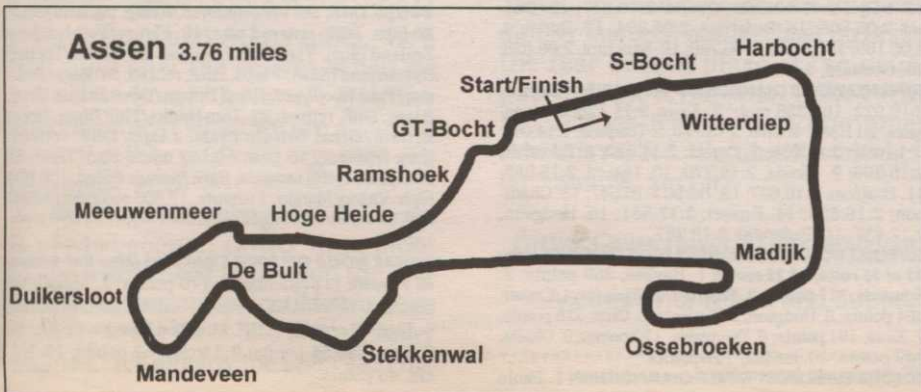 Assen 3.76 miles
Harbocht
S-Bocht
Start/Finish
GT-Bocht
Witterdiep
Ramshoek
Meeuwenmeer
Hoge Heide
De Bult
Madijk
Duikersloot
Ossebroeken
Stekkenwal
Mandeveen